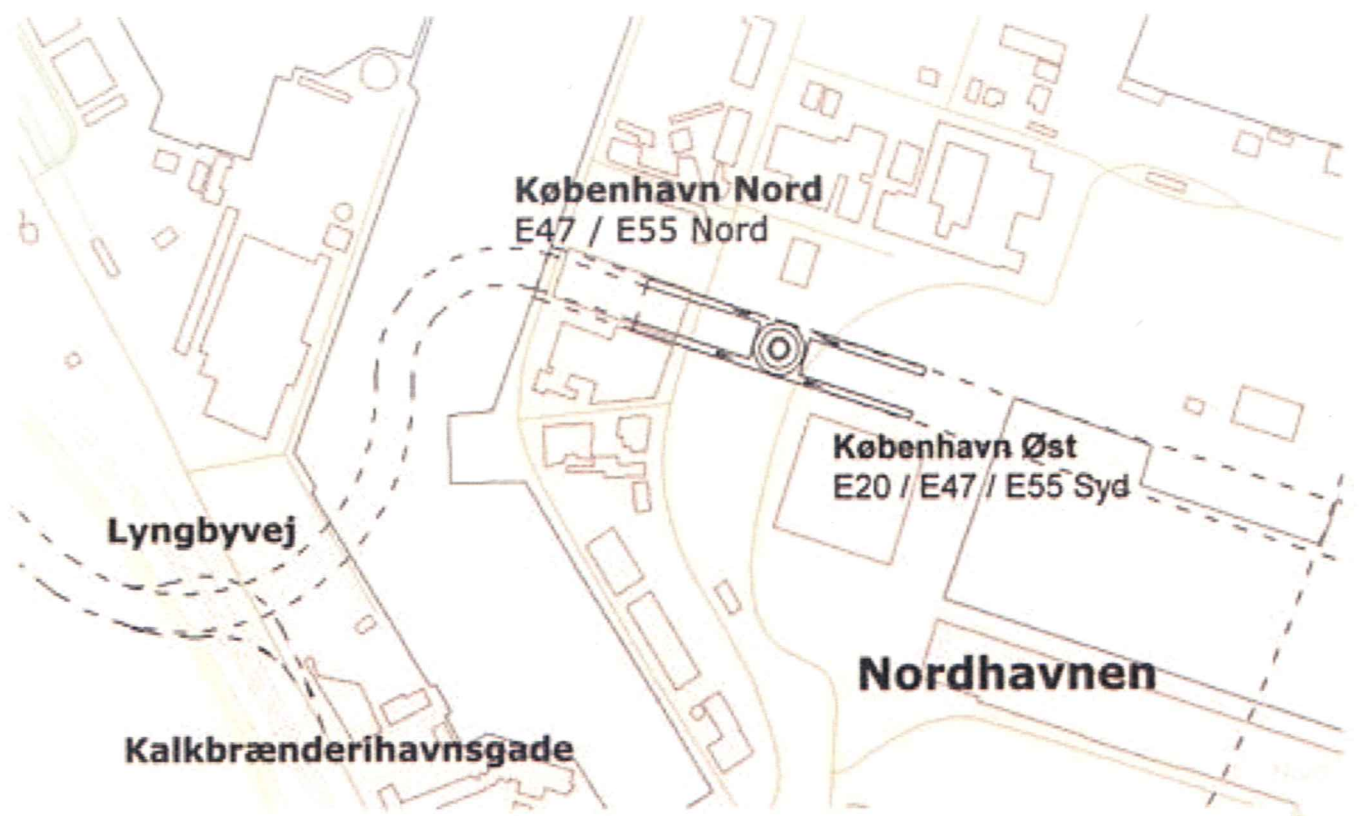 København Nord
E47 / E55 Nord
København Øst
E20 / E47 / E55 Syd
Lyngbyvej
Nordhavnen
Kalkbrænderihavnsgade